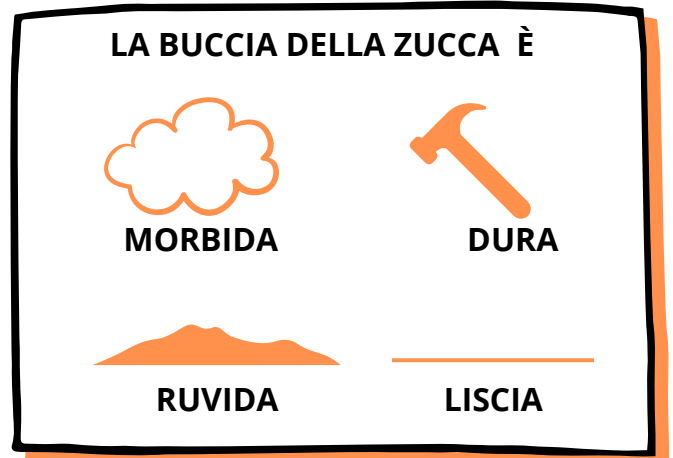 LA BUCCIA DELLA ZUCCA È
MORBIDA
DURA
RUVIDA
LISCIA